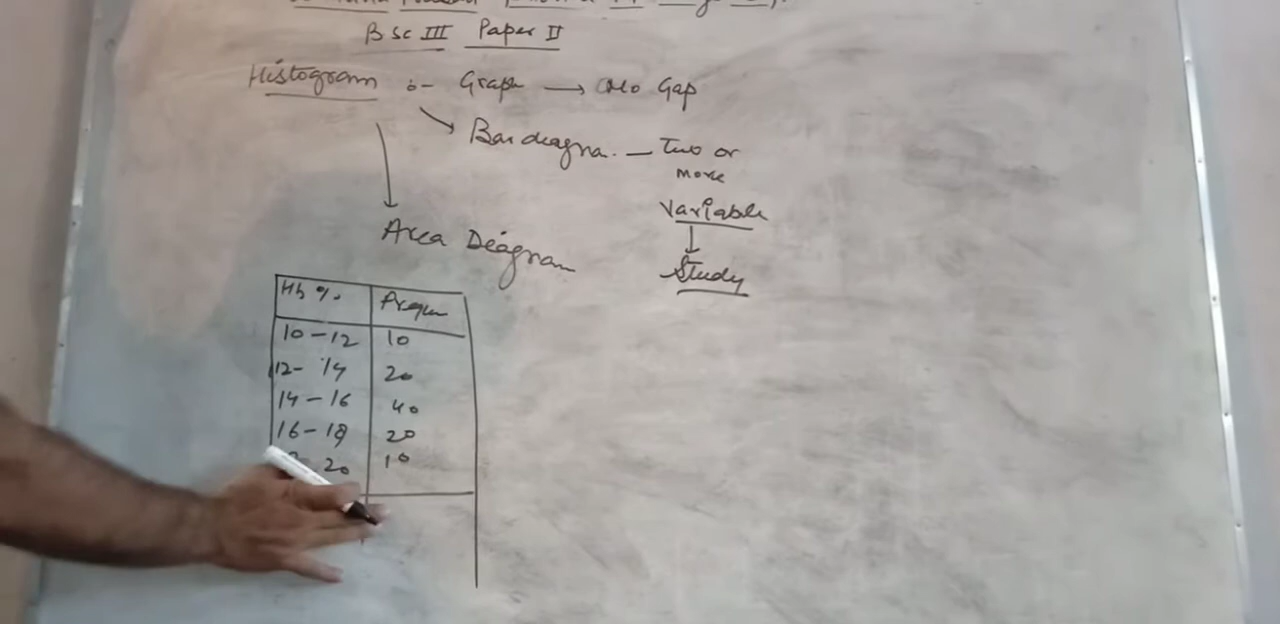 B Sc III Paper II
Histogram :- Graph → No Gap
Bar diagra. — Two or
more
Variable
Study
Area Diagram
Hb %. Frequ
10-12 10
12-14 20
14-16 40
16-18 20
20 10